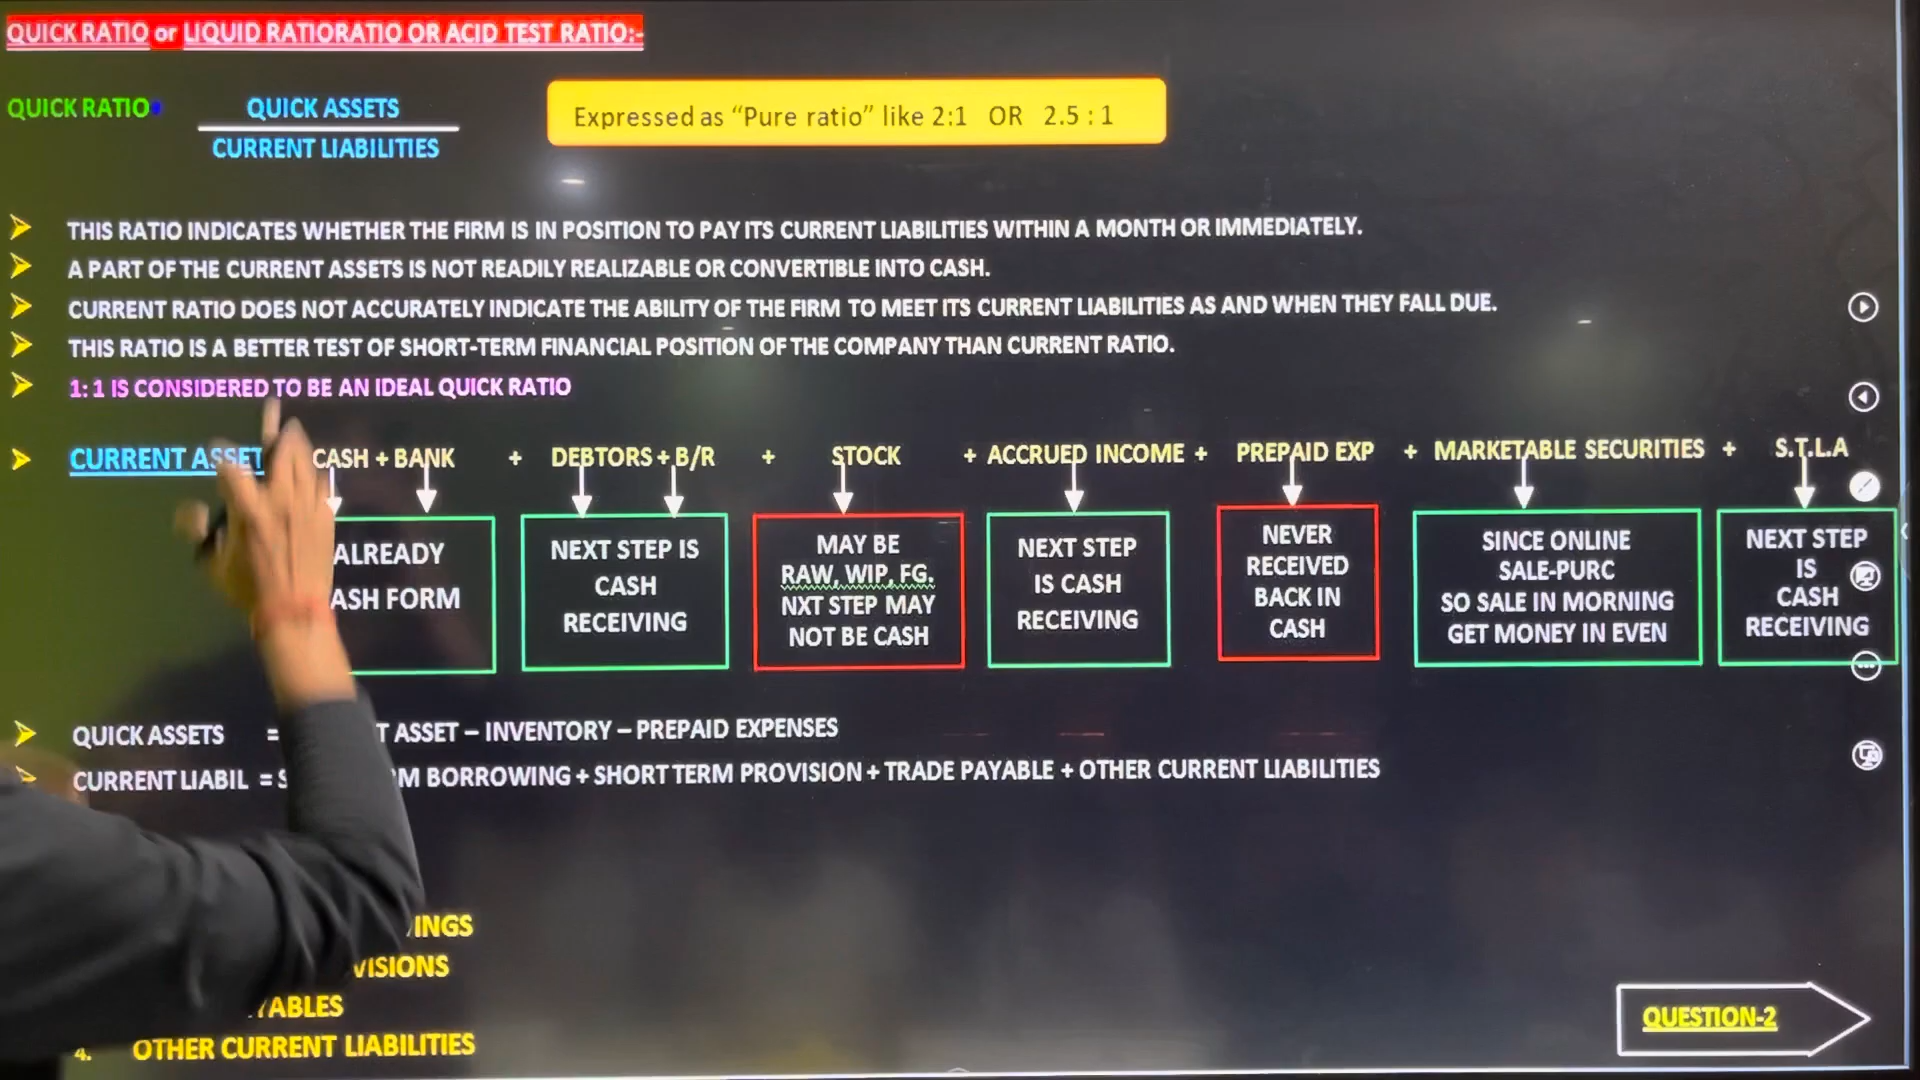 QUICK RATIO or LIQUID RATIORATIO OR ACID TEST RATIO:-
QUICK RATIO
QUICK ASSETS
CURRENT LIABILITIES
Expressed as “Pure ratio” like 2:1 OR 2.5 : 1
THIS RATIO INDICATES WHETHER THE FIRM IS IN POSITION TO PAY ITS CURRENT LIABILITIES WITHIN A MONTH OR IMMEDIATELY.
A PART OF THE CURRENT ASSETS IS NOT READILY REALIZABLE OR CONVERTIBLE INTO CASH.
CURRENT RATIO DOES NOT ACCURATELY INDICATE THE ABILITY OF THE FIRM TO MEET ITS CURRENT LIABILITIES AS AND WHEN THEY FALL DUE.
THIS RATIO IS A BETTER TEST OF SHORT-TERM FINANCIAL POSITION OF THE COMPANY THAN CURRENT RATIO.
1: 1 IS CONSIDERED TO BE AN IDEAL QUICK RATIO
CURRENT ASSET CASH + BANK + DEBTORS + B/R + STOCK + ACCRUED INCOME + PREPAID EXP + MARKETABLE SECURITIES + S.T.L.A
ALREADY
ASH FORM
NEXT STEP IS
CASH
RECEIVING
MAY BE
RAW, WIP, FG.
NXT STEP MAY
NOT BE CASH
NEXT STEP
IS CASH
RECEIVING
NEVER
RECEIVED
BACK IN
CASH
SINCE ONLINE
SALE-PURC
SO SALE IN MORNING
GET MONEY IN EVEN
NEXT STEP
IS
CASH
RECEIVING
QUICK ASSETS = T ASSET – INVENTORY – PREPAID EXPENSES
CURRENT LIABIL = S M BORROWING + SHORT TERM PROVISION + TRADE PAYABLE + OTHER CURRENT LIABILITIES
INGS
VISIONS
YABLES
4. OTHER CURRENT LIABILITIES
QUESTION-2